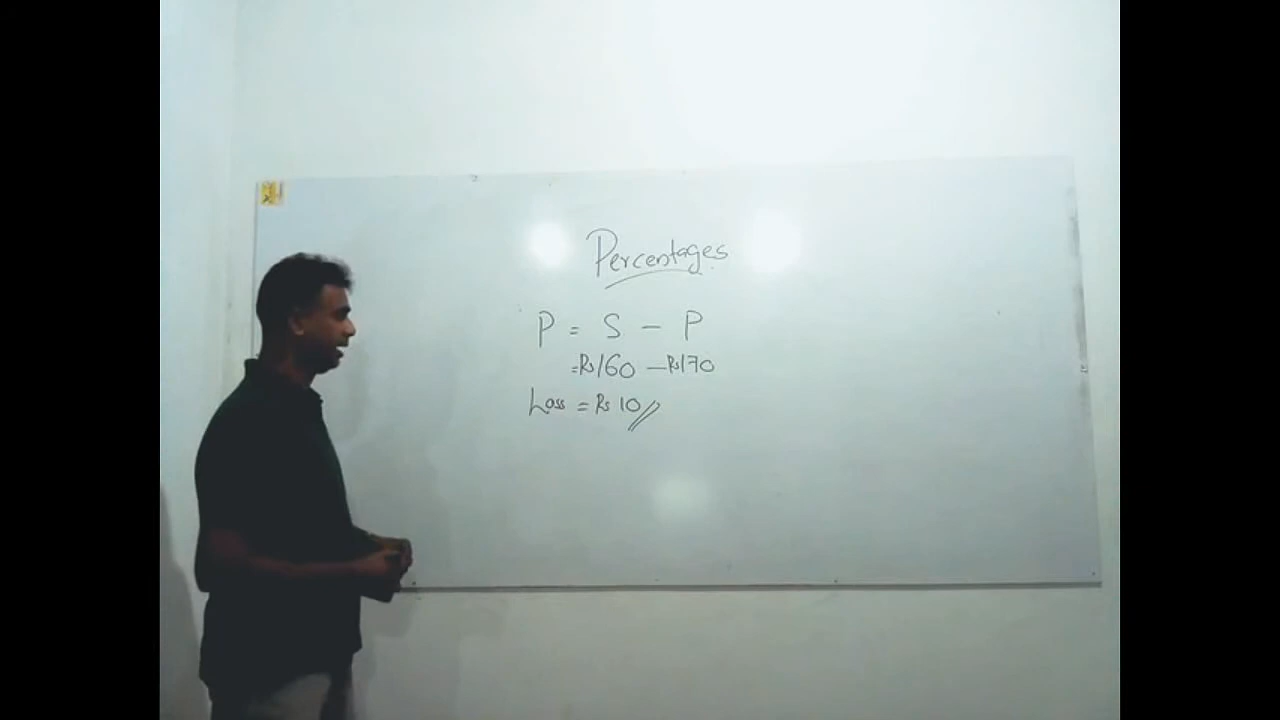 Percentages
P = S - P
= Rs 160 - Rs 170
Loss = Rs 10